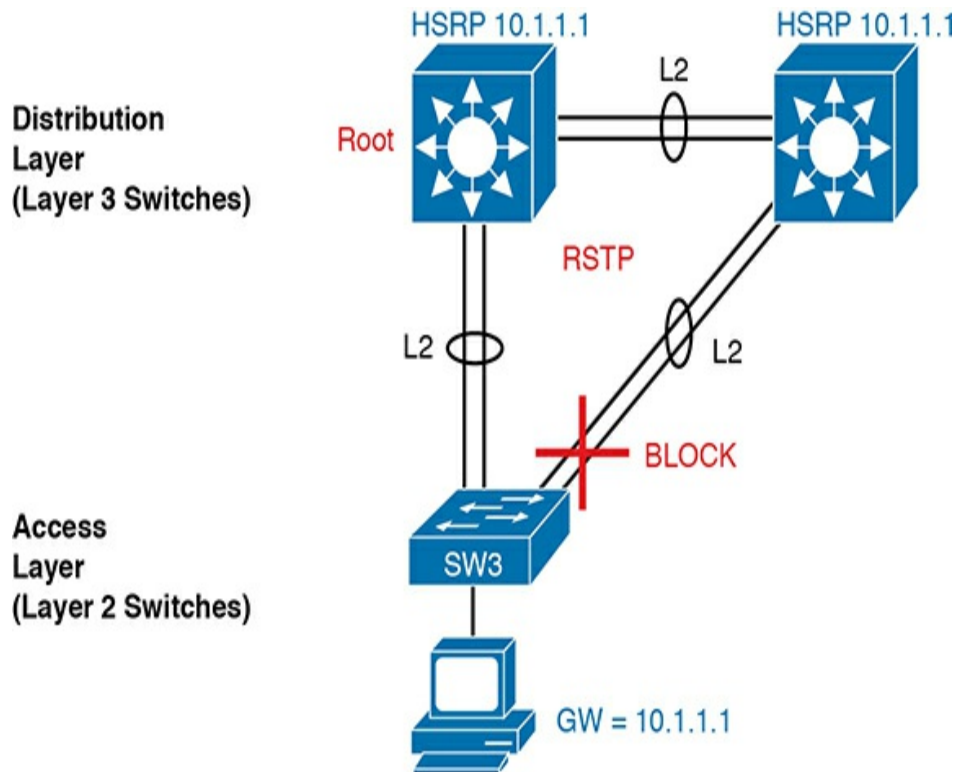 HSRP 10.1.1.1
HSRP 10.1.1.1
L2
Distribution
Layer
(Layer 3 Switches)
Root
RSTP
L2
L2
BLOCK
Access
Layer
(Layer 2 Switches)
SW3
GW = 10.1.1.1